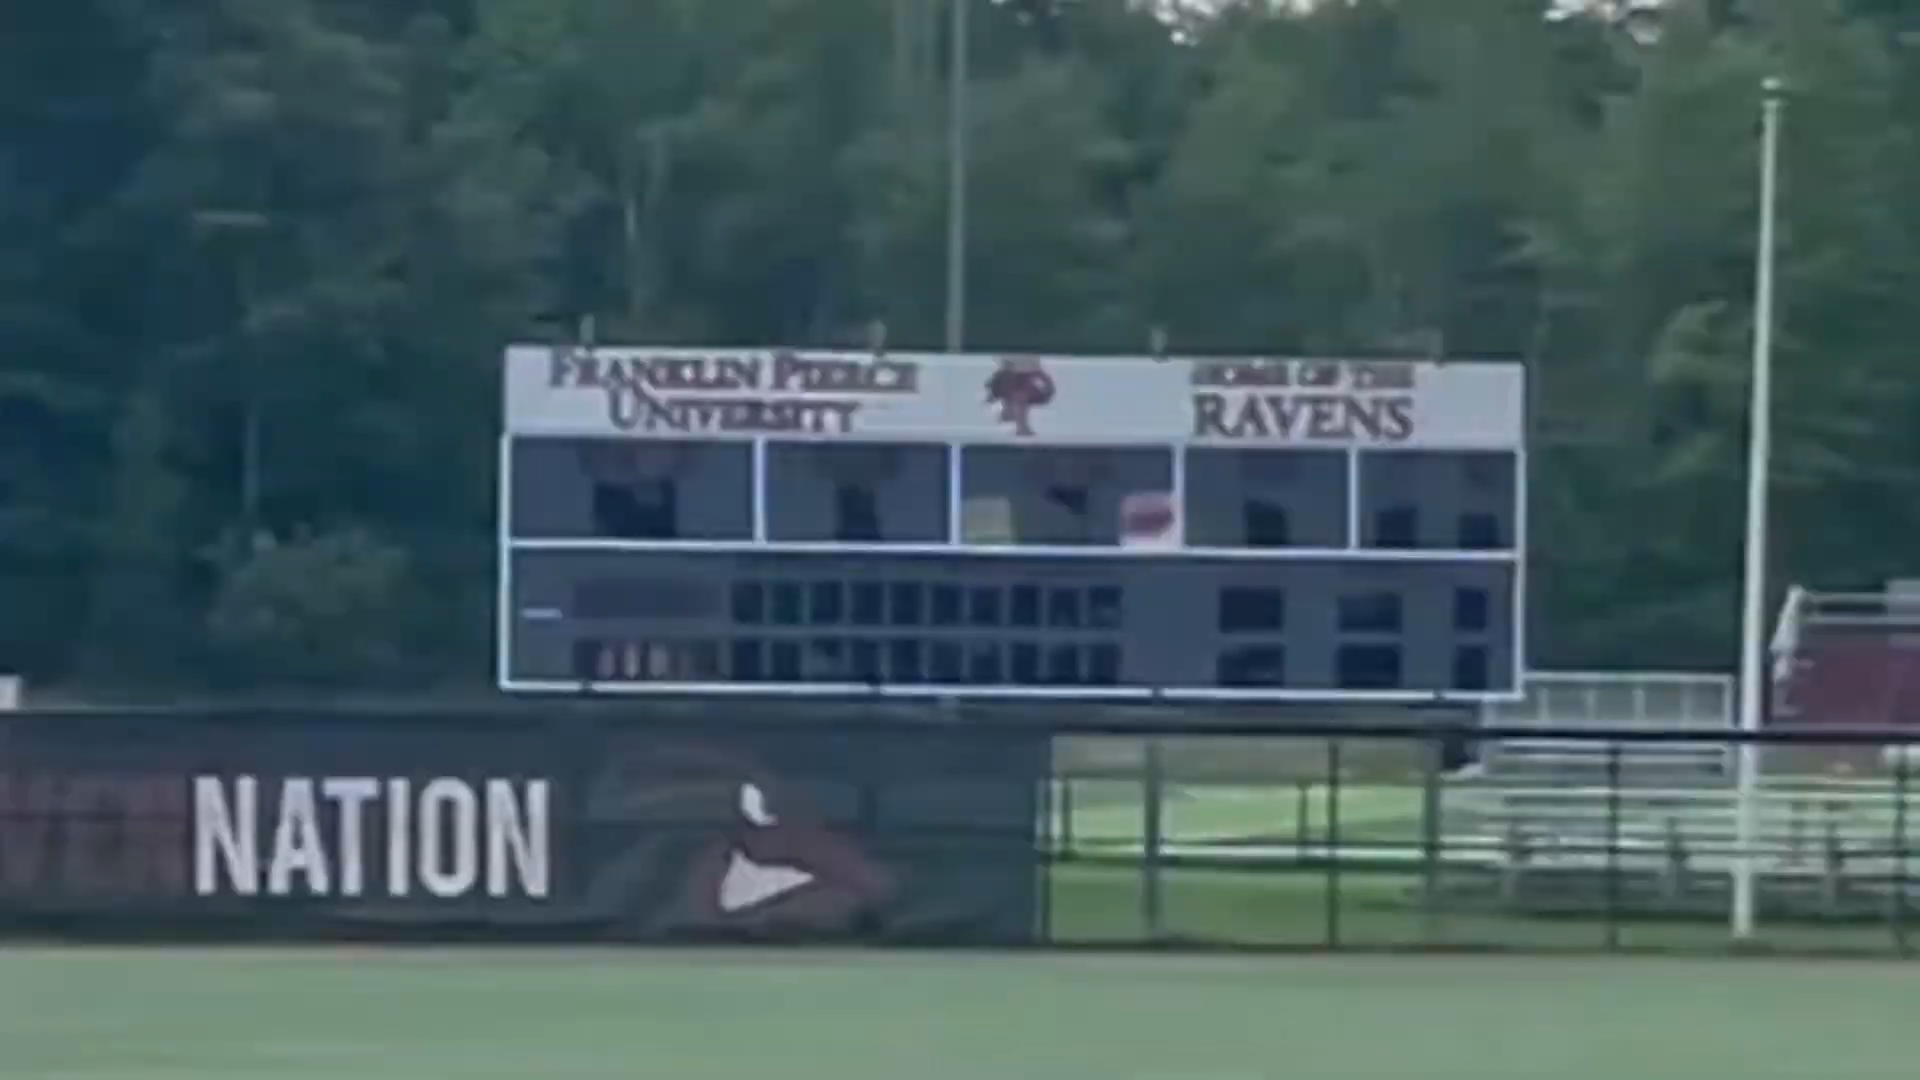 FRANKLIN PIERCE
UNIVERSITY
HOME OF THE
RAVENS
NATION